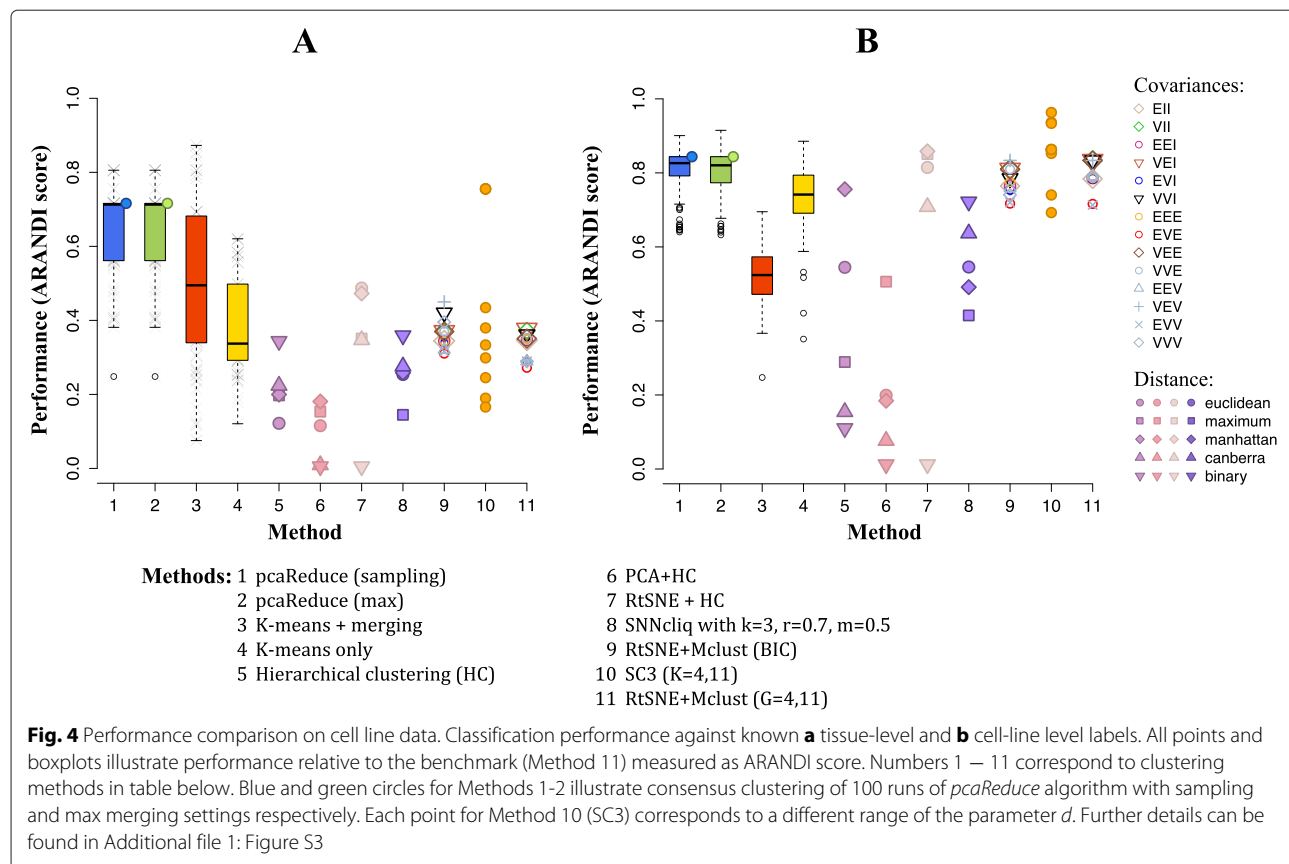 A
B
Performance (ARANDI score)
1.0
0.8
0.6
0.4
0.2
0.0
1 2 3 4 5 6 7 8 9 10 11
Method
Performance (ARANDI score)
1.0
0.8
0.6
0.4
0.2
0.0
1 2 3 4 5 6 7 8 9 10 11
Method
Covariances:
EII
VII
EEI
VEI
EVI
VVI
EEE
EVE
VEE
VVE
EEV
VEV
EVV
VVV
Distance:
euclidean
maximum
manhattan
canberra
binary
Methods: 1 pcaReduce (sampling)
2 pcaReduce (max)
3 K-means + merging
4 K-means only
5 Hierarchical clustering (HC)
6 PCA+HC
7 RtSNE + HC
8 SNNcliq with k=3, r=0.7, m=0.5
9 RtSNE+Mclust (BIC)
10 SC3 (K=4,11)
11 RtSNE+Mclust (G=4,11)
Fig. 4 Performance comparison on cell line data. Classification performance against known a tissue-level and b cell-line level labels. All points and
boxplots illustrate performance relative to the benchmark (Method 11) measured as ARANDI score. Numbers 1 − 11 correspond to clustering
methods in table below. Blue and green circles for Methods 1-2 illustrate consensus clustering of 100 runs of pcaReduce algorithm with sampling
and max merging settings respectively. Each point for Method 10 (SC3) corresponds to a different range of the parameter d. Further details can be
found in Additional file 1: Figure S3